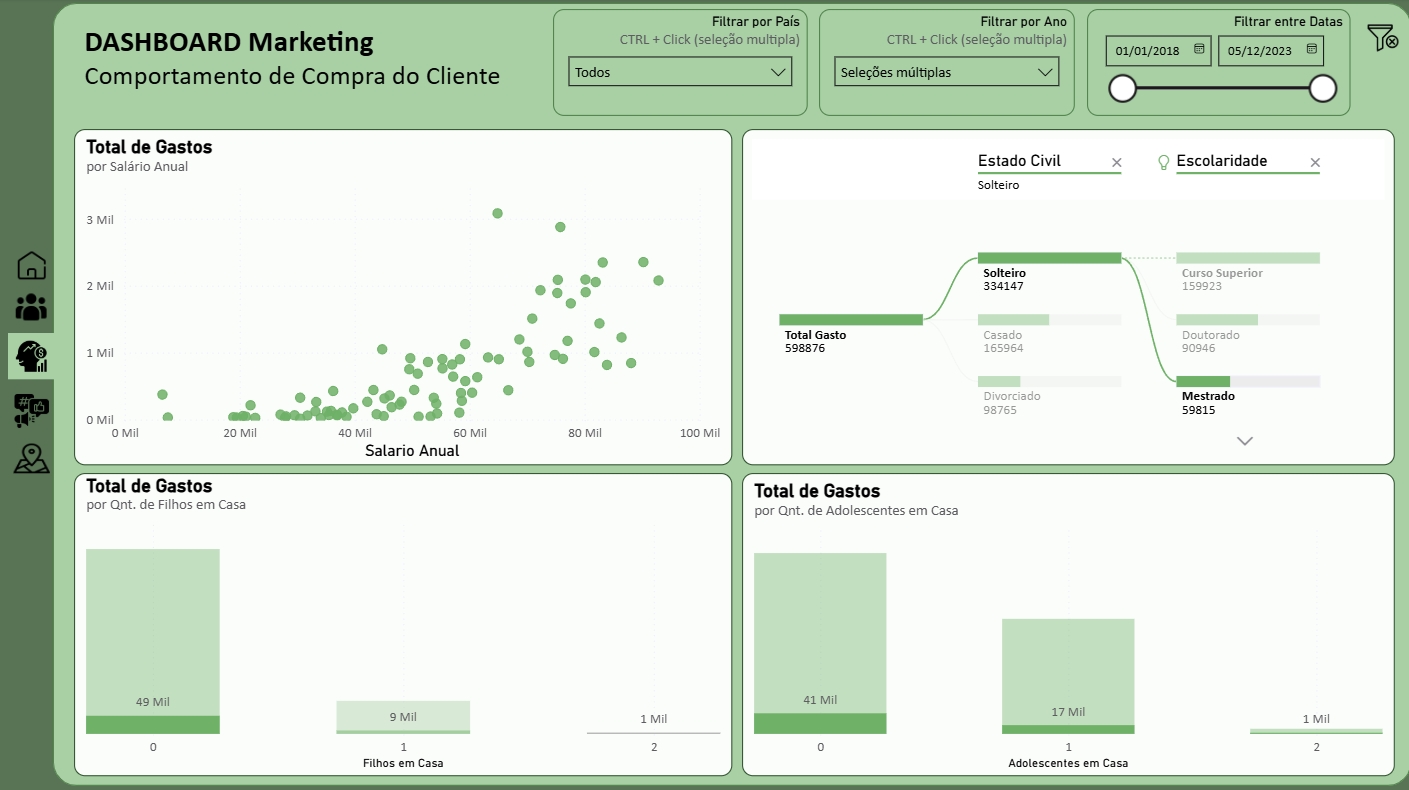 DASHBOARD Marketing
Comportamento de Compra do Cliente
Filtrar por País
CTRL + Click (seleção multipla)
Todos
Filtrar por Ano
CTRL + Click (seleção multipla)
Seleções múltiplas
Filtrar entre Datas
01/01/2018
05/12/2023
Total de Gastos
por Salário Anual
3 Mil
2 Mil
1 Mil
0 Mil
0 Mil
20 Mil
40 Mil
60 Mil
80 Mil
100 Mil
Salario Anual
Estado Civil
Solteiro
Escolaridade
Total Gasto
598876
Solteiro
334147
Casado
165964
Divorciado
98765
Curso Superior
159923
Doutorado
90946
Mestrado
59815
Total de Gastos
por Qnt. de Filhos em Casa
49 Mil
9 Mil
1 Mil
0
1
2
Filhos em Casa
Total de Gastos
por Qnt. de Adolescentes em Casa
41 Mil
17 Mil
1 Mil
0
1
2
Adolescentes em Casa